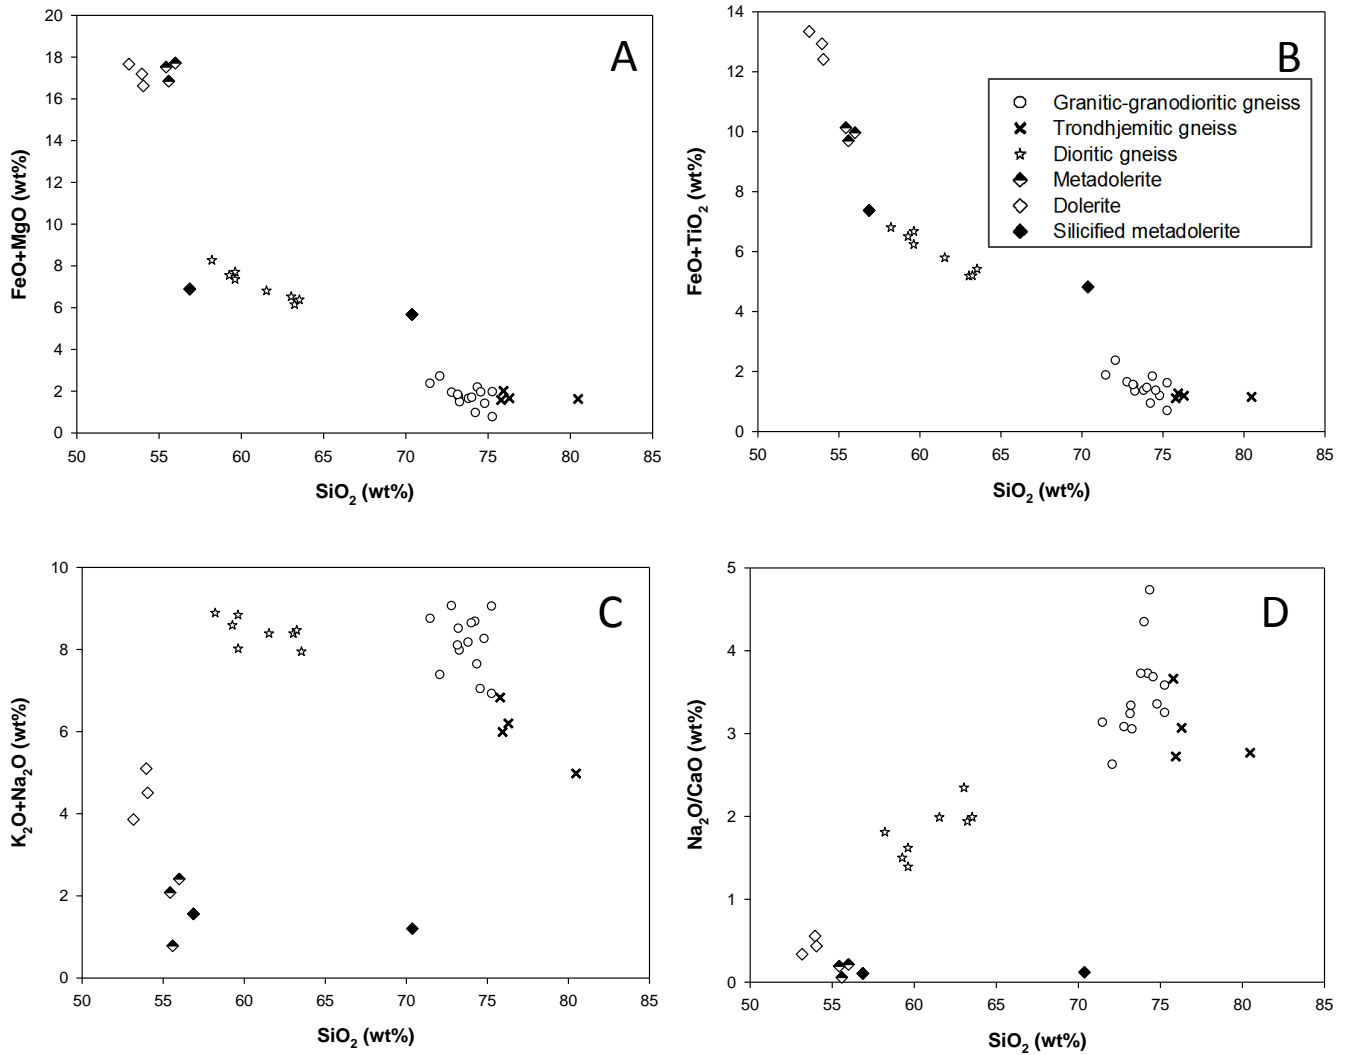 A
FeO+MgO (wt%)
20
18
16
14
12
10
8
6
4
2
0
50 55 60 65 70 75 80 85
SiO2 (wt%)
B
FeO+TiO2 (wt%)
14
12
10
8
6
4
2
0
Granitic-granodioritic gneiss
Trondhjemitic gneiss
Dioritic gneiss
Metadolerite
Dolerite
Silicified metadolerite
50 55 60 65 70 75 80 85
SiO2 (wt%)
C
K2O+Na2O (wt%)
10
8
6
4
2
0
50 55 60 65 70 75 80 85
SiO2 (wt%)
D
Na2O/CaO (wt%)
5
4
3
2
1
0
50 55 60 65 70 75 80 85
SiO2 (wt%)